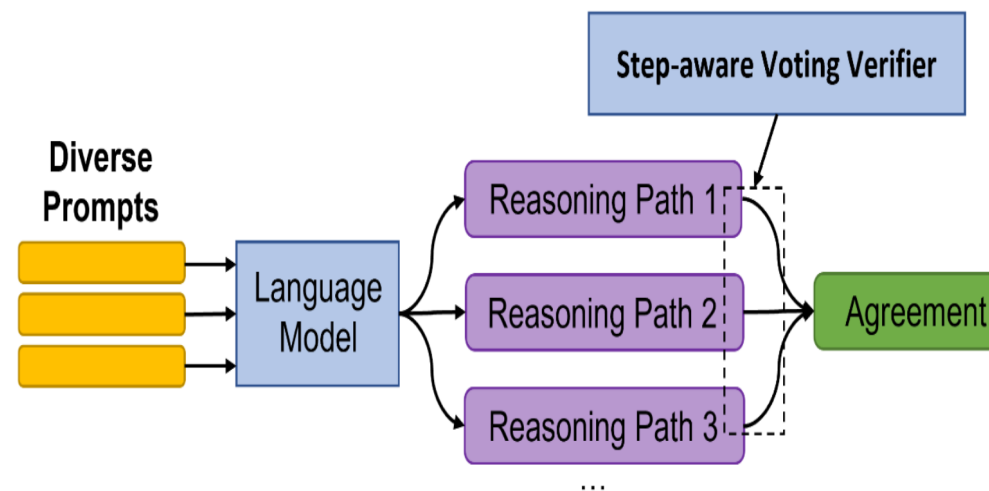 Step-aware Voting Verifier
Diverse
Prompts
Language
Model
Reasoning Path 1
Reasoning Path 2
Reasoning Path 3
...
Agreement